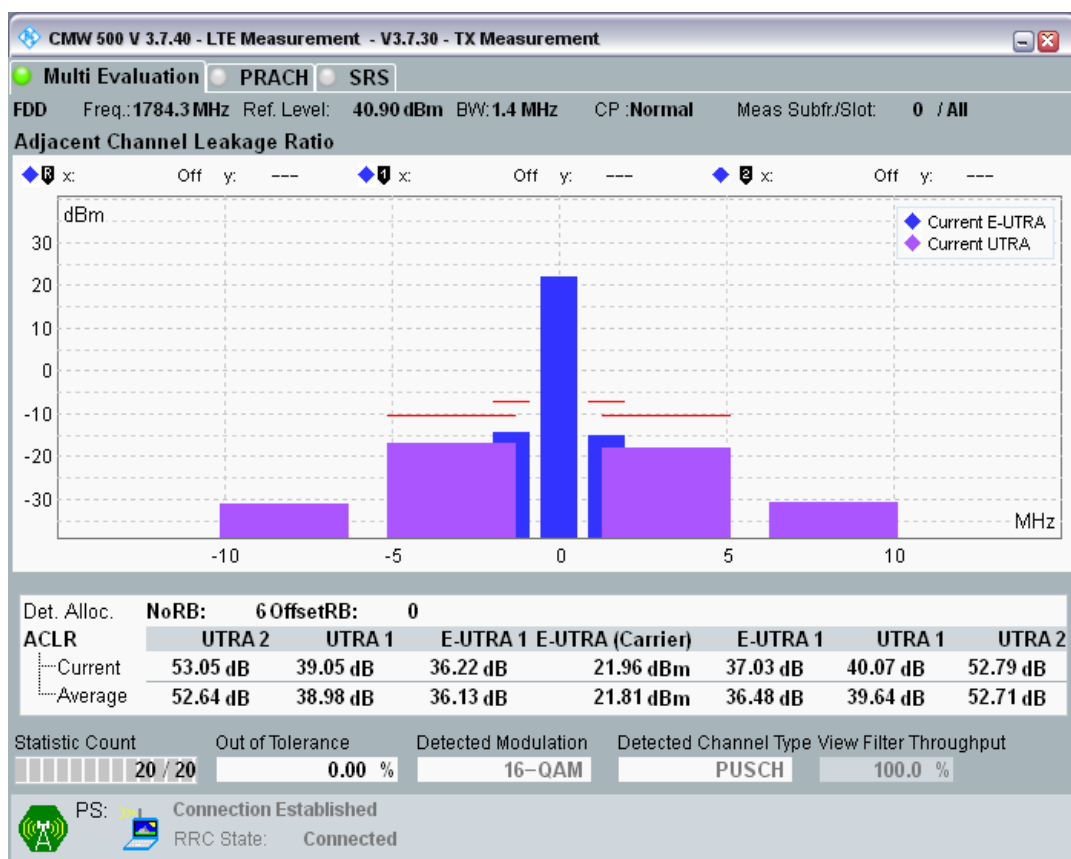 CMW 500 V 3.7.40 - LTE Measurement - V3.7.30 - TX Measurement
Multi Evaluation PRACH SRS
FDD Freq.: 1784.3 MHz Ref. Level: 40.90 dBm BW: 1.4 MHz CP :Normal Meas Subfr./Slot: 0 / All
Adjacent Channel Leakage Ratio
R x: Off y: --- 1 x: Off y: --- 2 x: Off y: ---
dBm
Current E-UTRA
Current UTRA
30
20
10
0
-10
-20
-30
MHz
-10 -5 0 5 10
Det. Alloc. NoRB: 6 OffsetRB: 0
ACLR UTRA 2 UTRA 1 E-UTRA 1 E-UTRA (Carrier) E-UTRA 1 UTRA 1 UTRA 2
Current 53.05 dB 39.05 dB 36.22 dB 21.96 dBm 37.03 dB 40.07 dB 52.79 dB
Average 52.64 dB 38.98 dB 36.13 dB 21.81 dBm 36.48 dB 39.64 dB 52.71 dB
Statistic Count Out of Tolerance Detected Modulation Detected Channel Type View Filter Throughput
20 / 20 0.00 % 16-QAM PUSCH 100.0 %
PS: Connection Established
RRC State: Connected